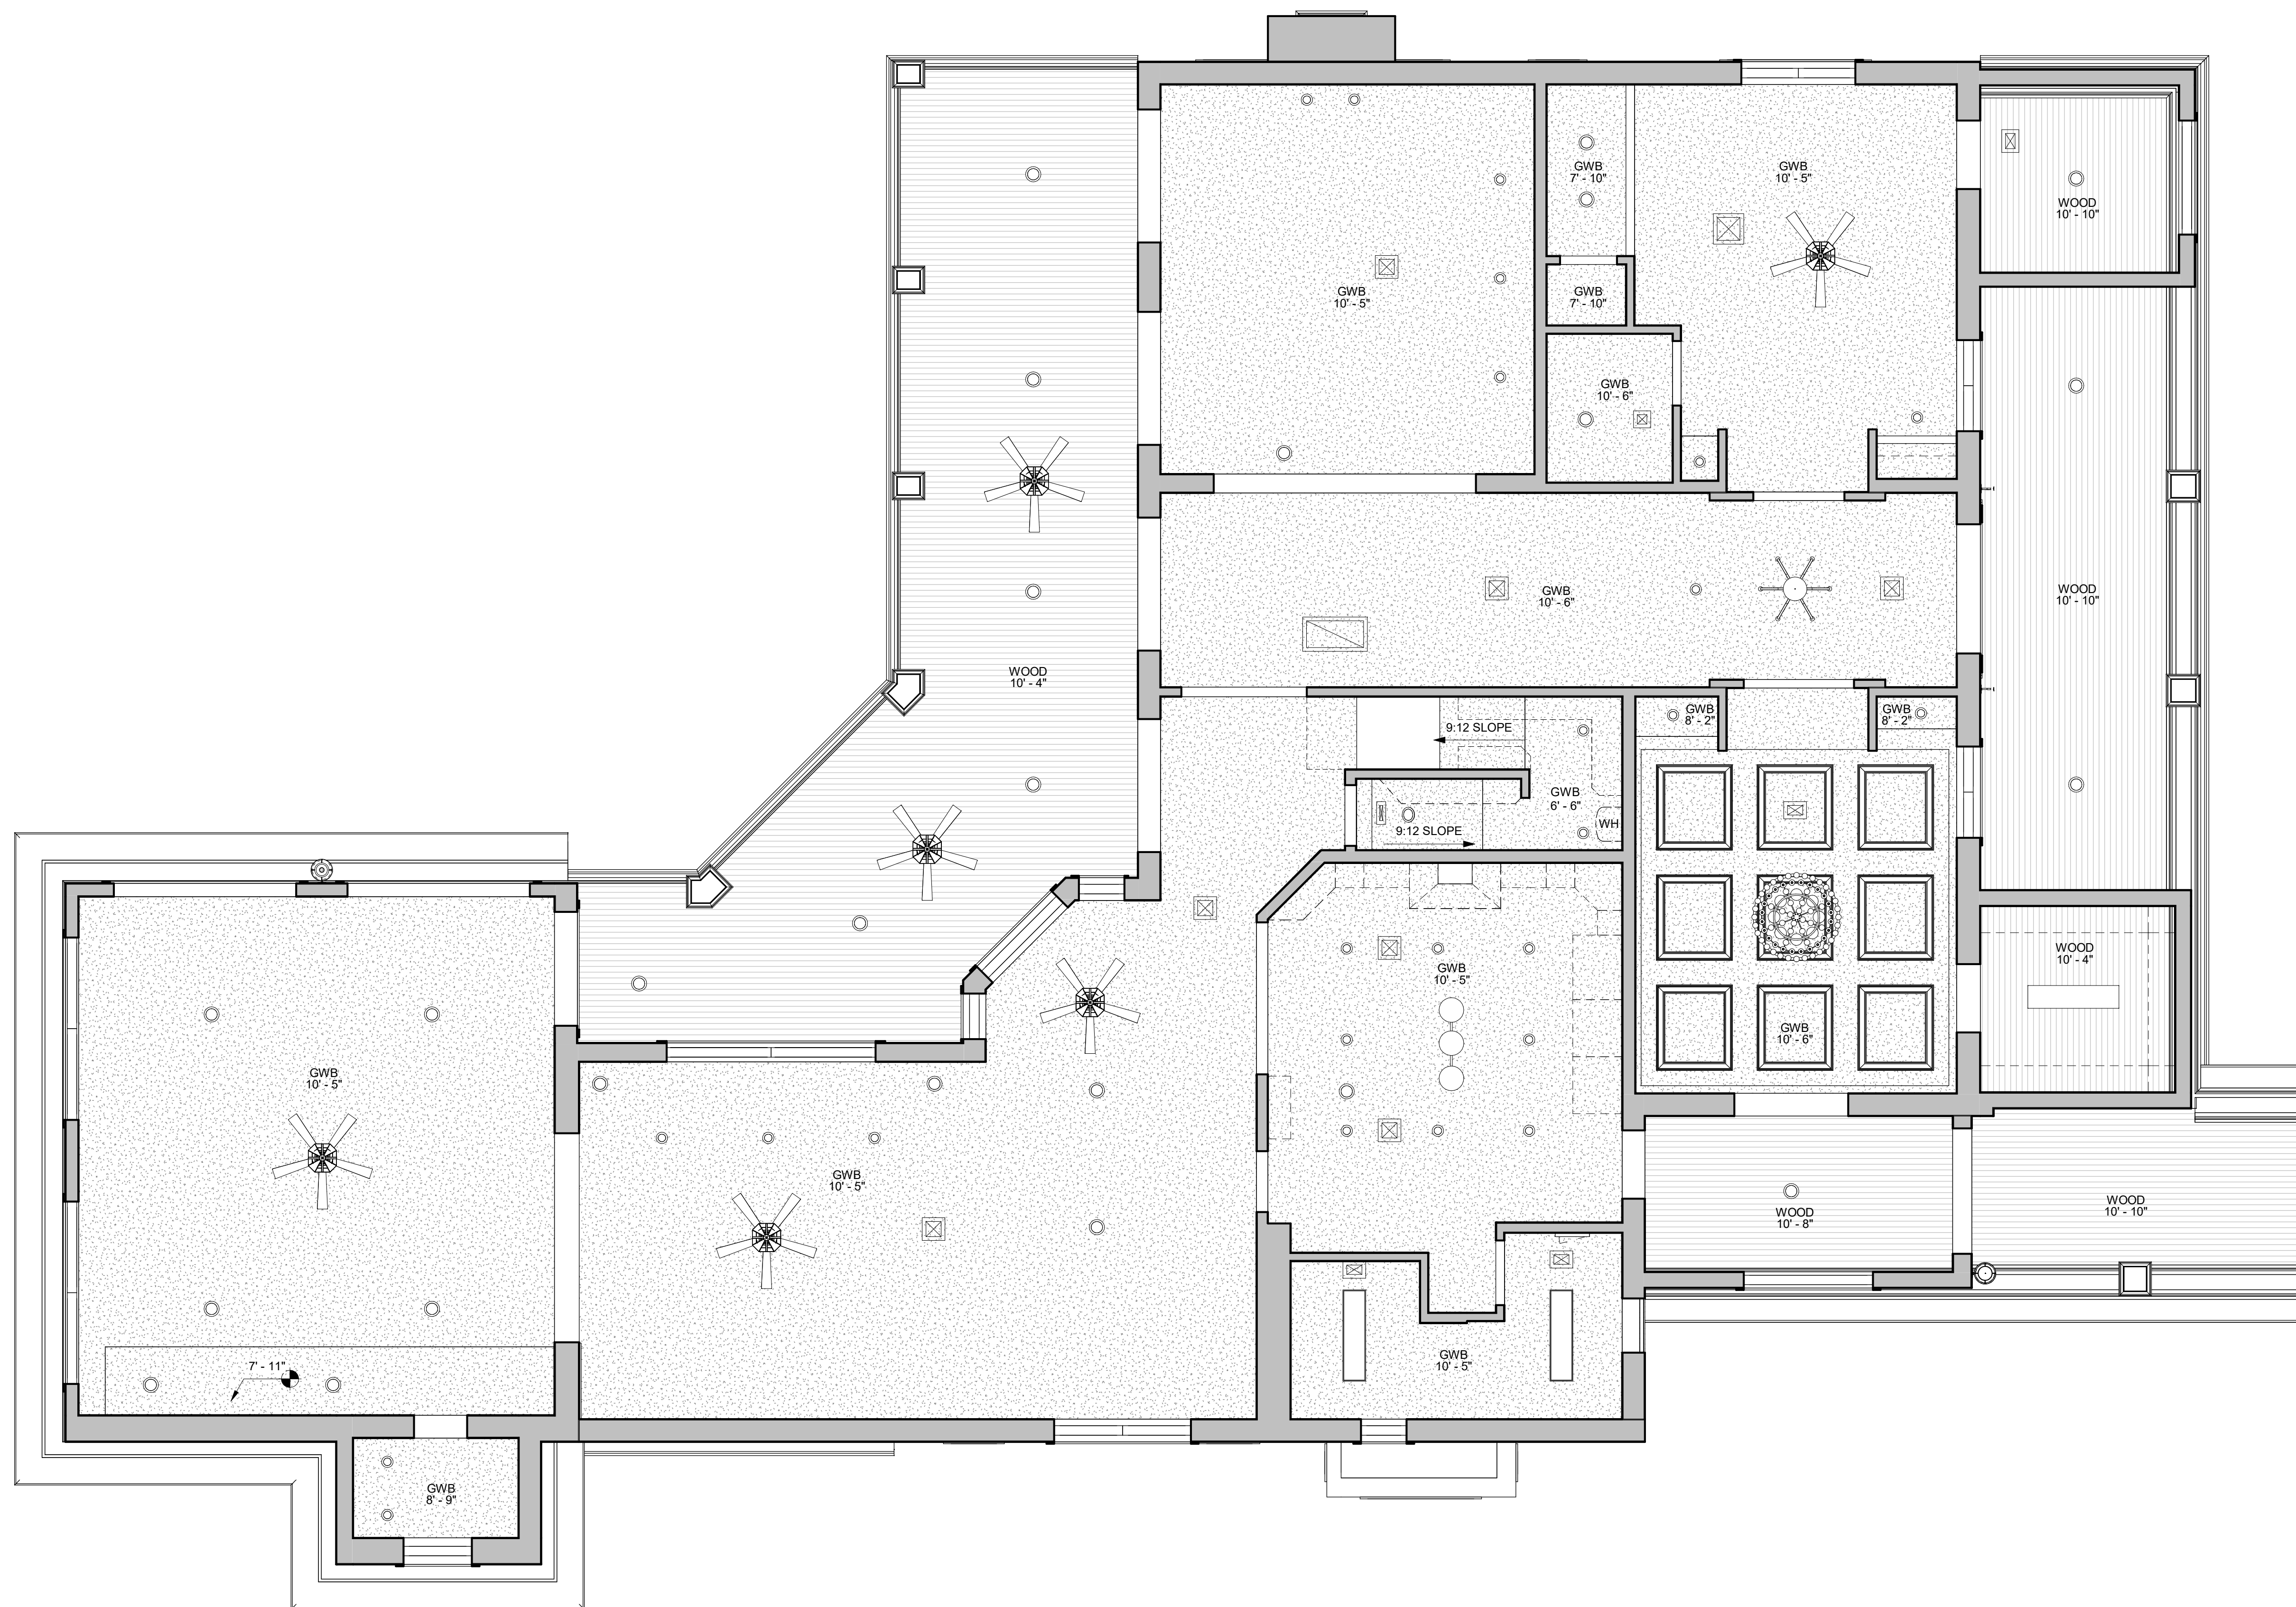 GWB
7' - 10"
GWB
10' - 5"
WOOD
10' - 10"
GWB
10' - 5"
GWB
7' - 10"
GWB
10' - 6"
GWB
10' - 6"
WOOD
10' - 10"
WOOD
10' - 4"
GWB
8' - 2"
GWB
8' - 2"
9:12 SLOPE
GWB
6' - 6"
WH
9:12 SLOPE
WOOD
10' - 4"
GWB
10' - 5"
GWB
10' - 6"
GWB
10' - 5"
GWB
10' - 5"
WOOD
10' - 8"
WOOD
10' - 10"
GWB
10' - 5"
7' - 11"
GWB
8' - 9"